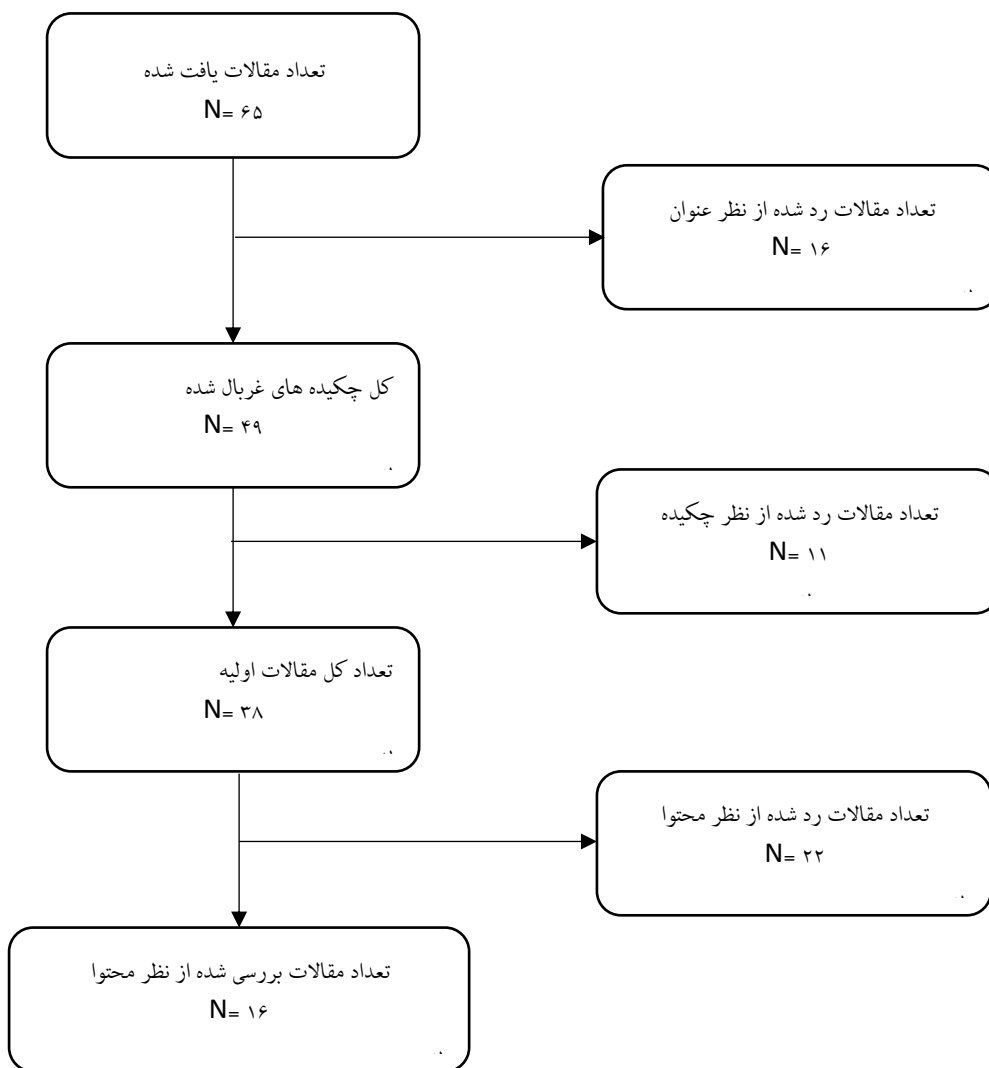 تعداد مقالات یافت شده
N= ۶۵
تعداد مقالات رد شده از نظر عنوان
N= ۱۶
کل چکیده های غربال شده
N= ۴۹
تعداد مقالات رد شده از نظر چکیده
N= ۱۱
تعداد کل مقالات اولیه
N= ۳۸
تعداد مقالات رد شده از نظر محتوا
N= ۲۲
تعداد مقالات بررسی شده از نظر محتوا
N= ۱۶